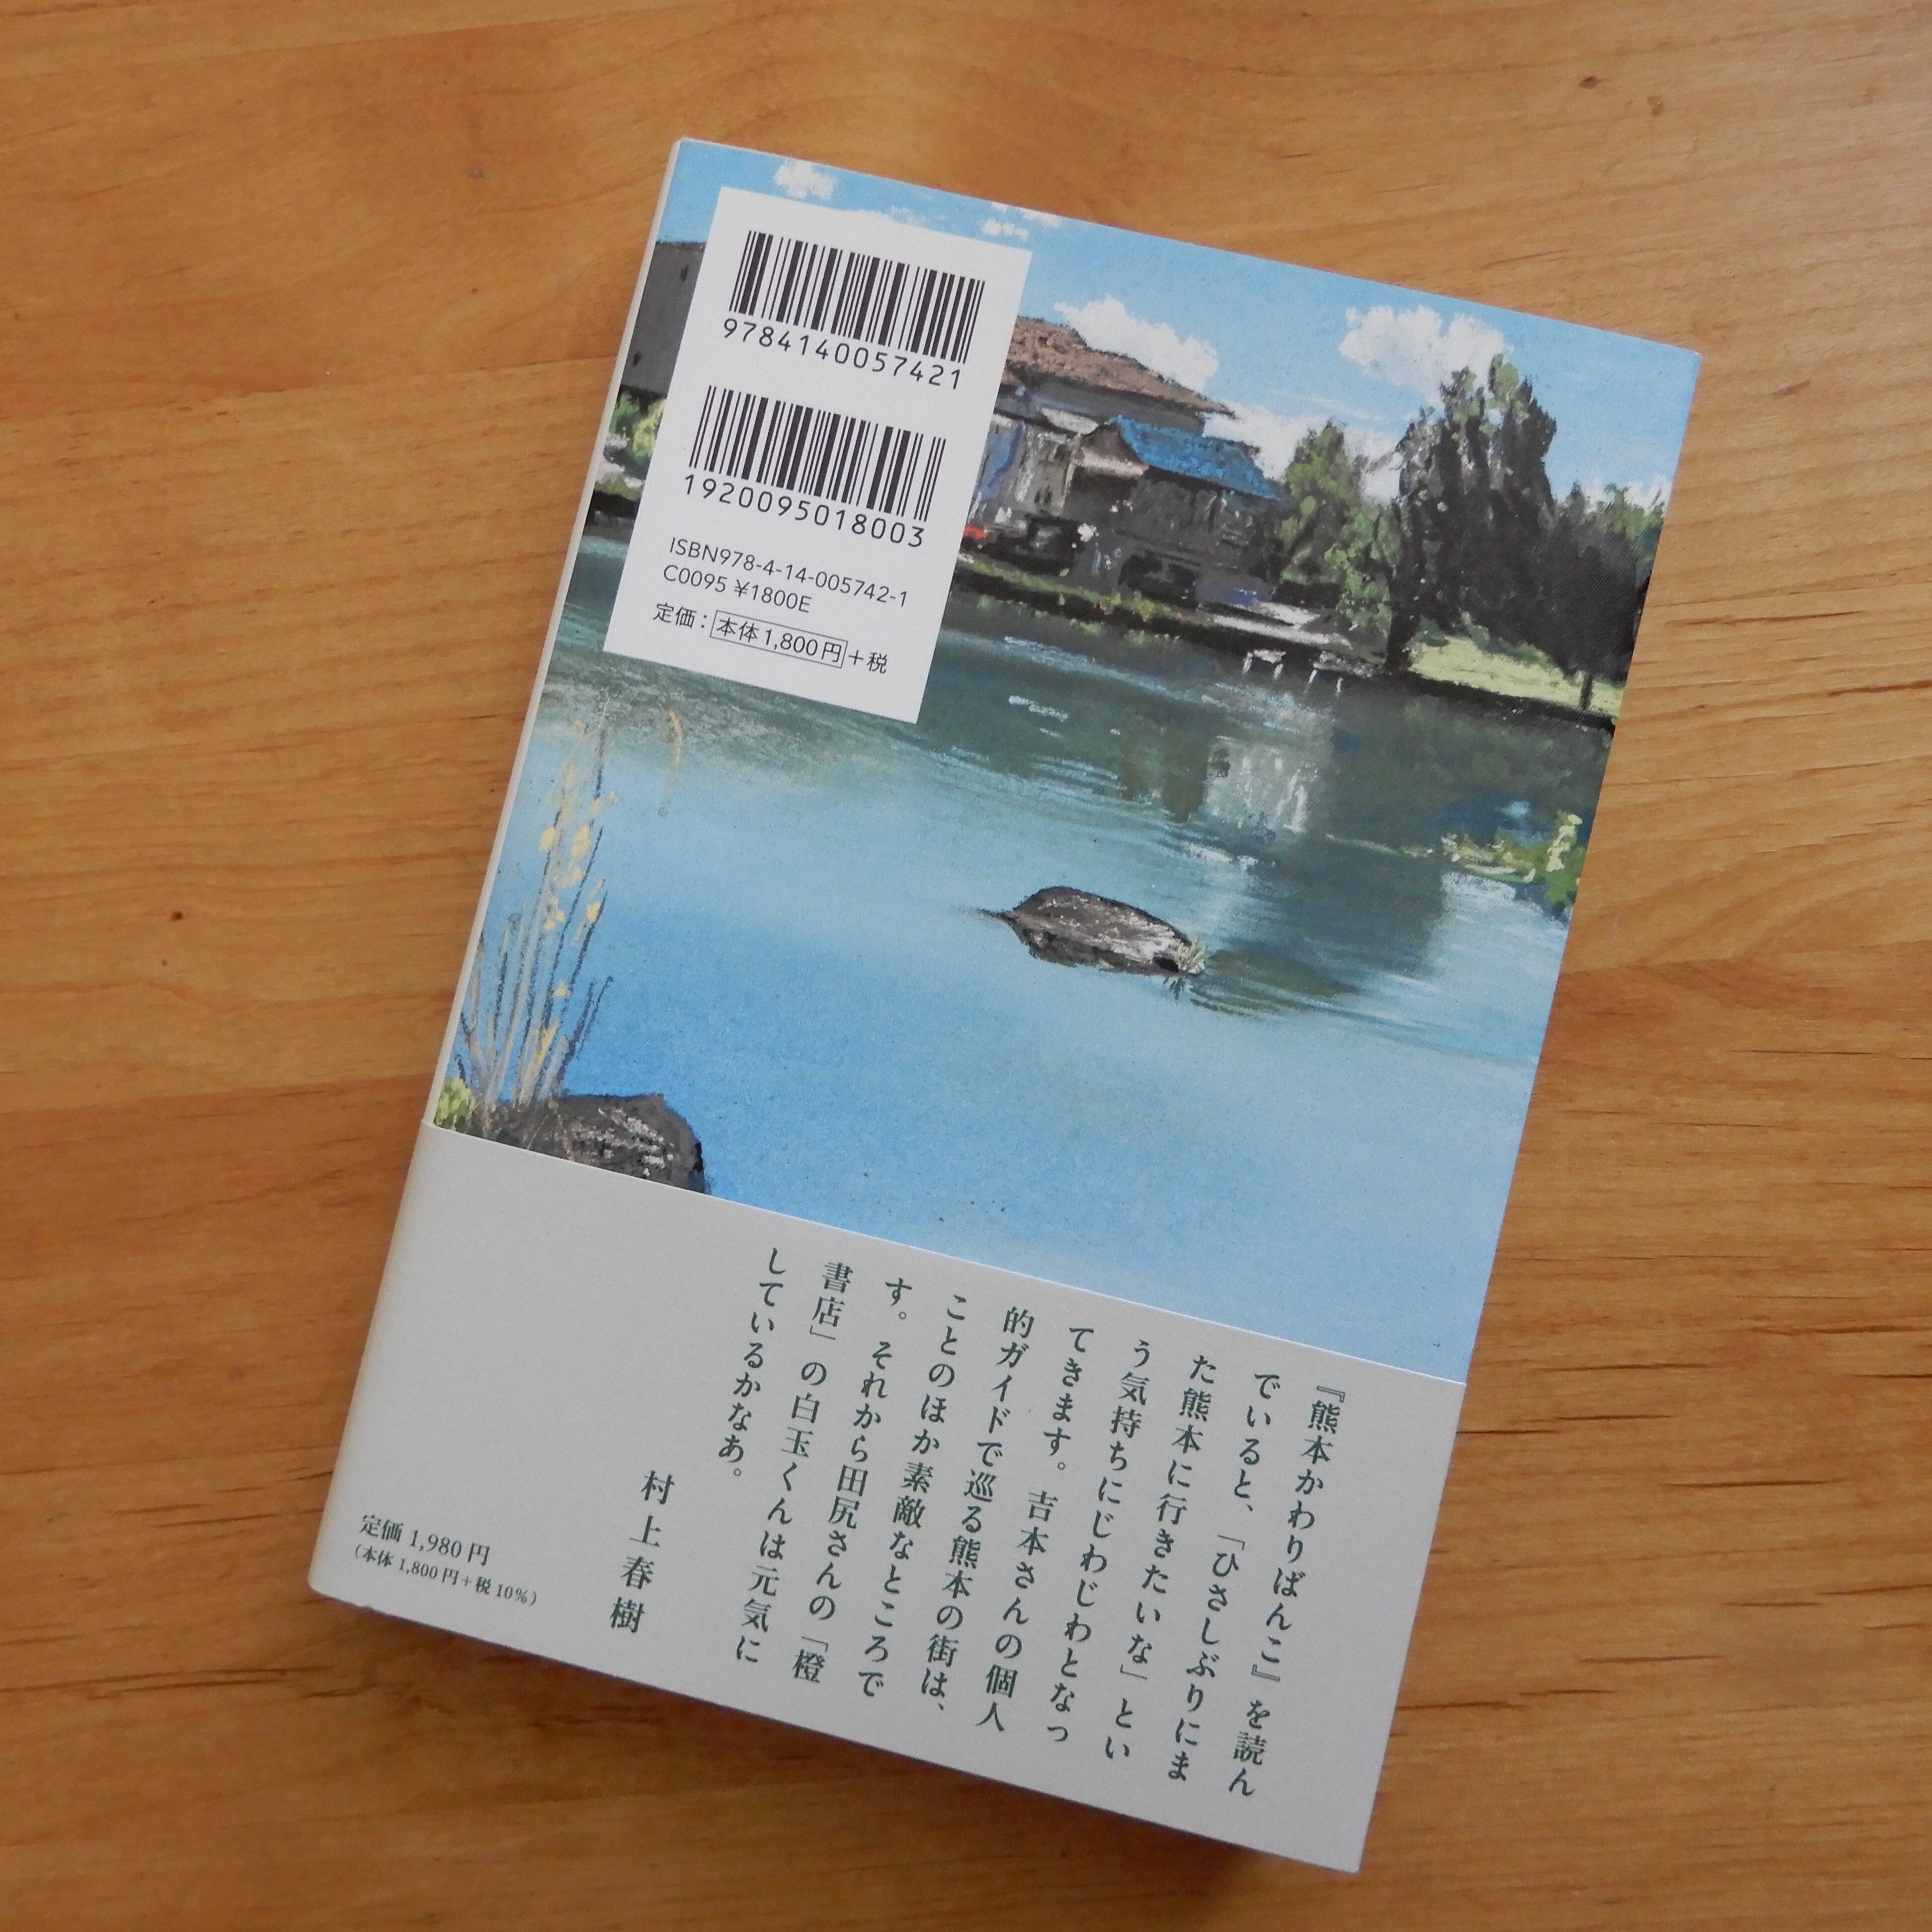 9784140057421
1920095018003
ISBN978-4-14-005742-1
C0095 ¥1800E
定価：本体1,800円+税
『熊本かわりばんこ』を読ん
でいると、「ひさしぶりにま
た熊本に行きたいな」とい
う気持ちにじわじわとなっ
てきます。吉本さんの個人
的ガイドで巡る熊本の街は、
ことのほか素敵なところで
す。それから田尻さんの「橙
書店」の白玉くんは元気に
しているかなあ。
村上春樹
定価 1,980 円
（本体 1,800円＋税 10％）